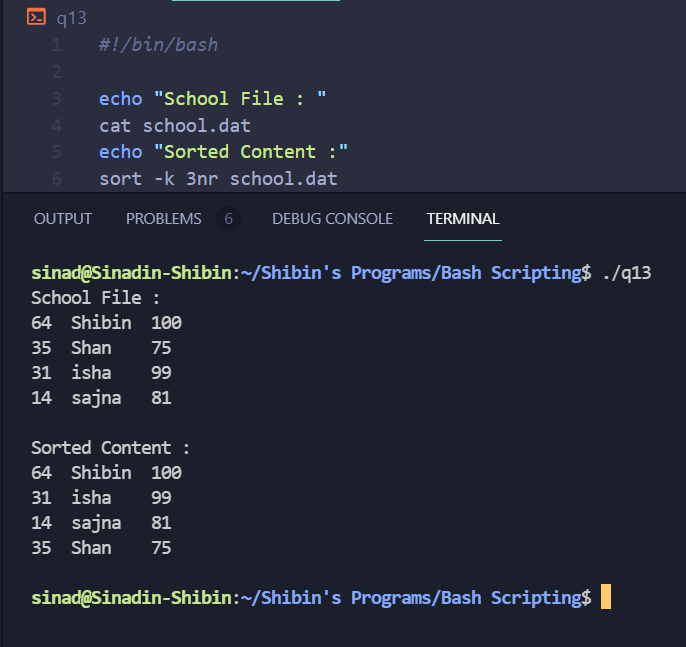 q13
1 #!/bin/bash
2
3 echo "School File : "
4 cat school.dat
5 echo "Sorted Content :"
6 sort -k 3nr school.dat
OUTPUT PROBLEMS 6 DEBUG CONSOLE TERMINAL
sinad@Sinadin-Shibin:~/Shibin's Programs/Bash Scripting$ ./q13
School File :
64 Shibin 100
35 Shan 75
31 isha 99
14 sajna 81
Sorted Content :
64 Shibin 100
31 isha 99
14 sajna 81
35 Shan 75
sinad@Sinadin-Shibin:~/Shibin's Programs/Bash Scripting$